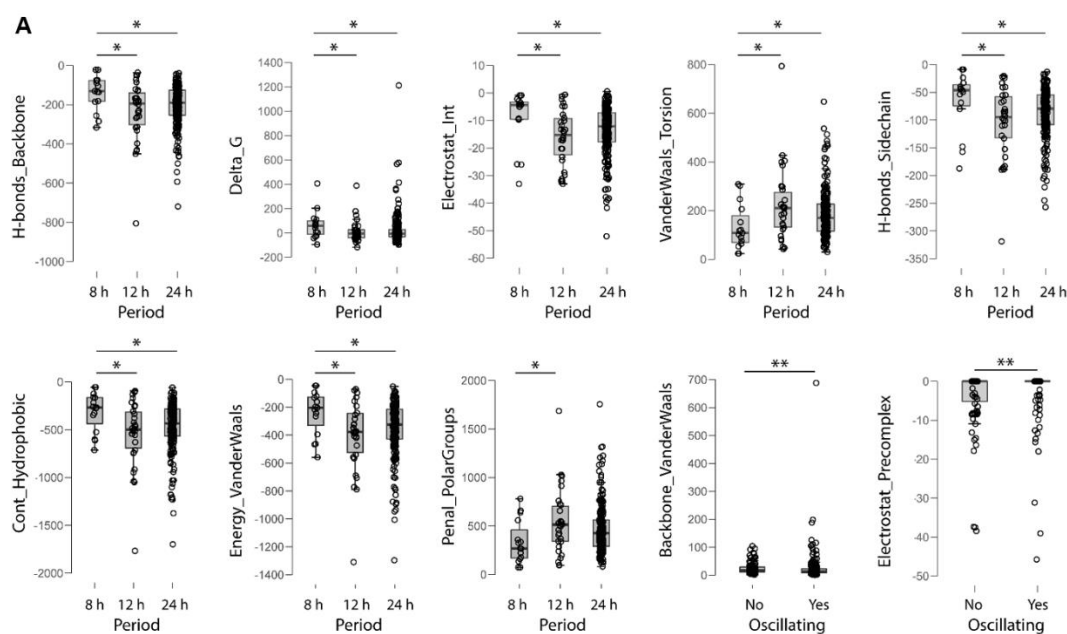 A
* *
H-bonds_Backbone
0
-200
-400
-600
-800
-1000
8 h 12 h 24 h
Period
* *
Delta_G
1400
1200
1000
800
600
400
200
0
-200
8 h 12 h 24 h
Period
* *
Electrostat_Int
0
-10
-20
-30
-40
-50
-60
8 h 12 h 24 h
Period
* *
VanderWaals_Torsion
800
600
400
200
0
8 h 12 h 24 h
Period
* *
H-bonds_Sidechain
0
-50
-100
-150
-200
-250
-300
-350
8 h 12 h 24 h
Period
* *
Cont_Hydrophobic
0
-500
-1000
-1500
-2000
8 h 12 h 24 h
Period
* *
Energy_VanderWaals
0
-200
-400
-600
-800
-1000
-1200
-1400
8 h 12 h 24 h
Period
*
Penal_PolarGroups
2000
1500
1000
500
0
8 h 12 h 24 h
Period
**
Backbone_VanderWaals
700
600
500
400
300
200
100
0
No Yes
Oscillating
**
Electrostat_Precomplex
0
-10
-20
-30
-40
-50
No Yes
Oscillating